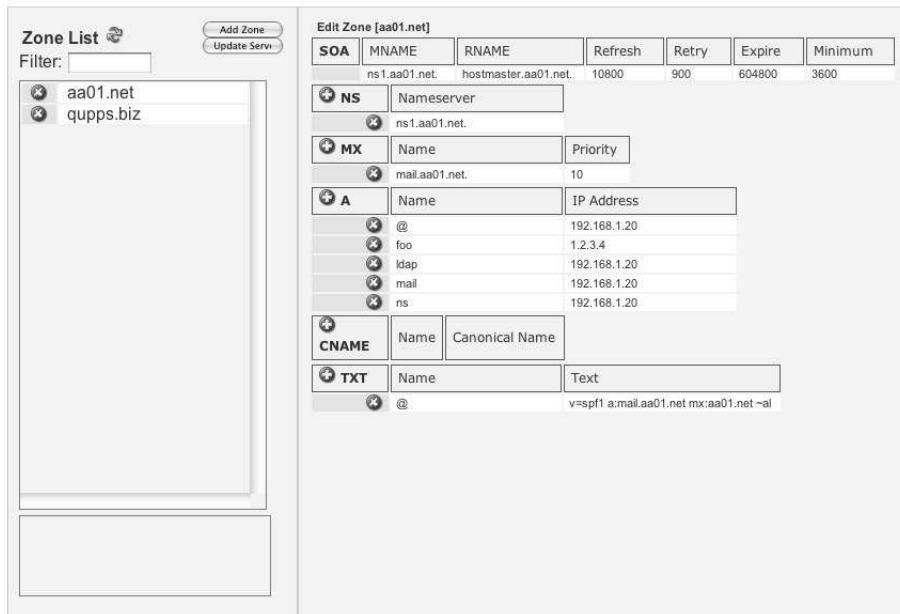 Zone List
Add Zone
Update Serve
Filter:
aa01.net
qupps.biz
Edit Zone [aa01.net]
SOA MNAME RNAME Refresh Retry Expire Minimum
ns1.aa01.net. hostmaster.aa01.net. 10800 900 604800 3600
NS Nameserver
ns1.aa01.net.
MX Name Priority
mail.aa01.net. 10
A Name IP Address
@ 192.168.1.20
foo 1.2.3.4
ldap 192.168.1.20
mail 192.168.1.20
ns 192.168.1.20
CNAME Name Canonical Name
TXT Name Text
@ v=spf1 a:mail.aa01.net mx:aa01.net ~al